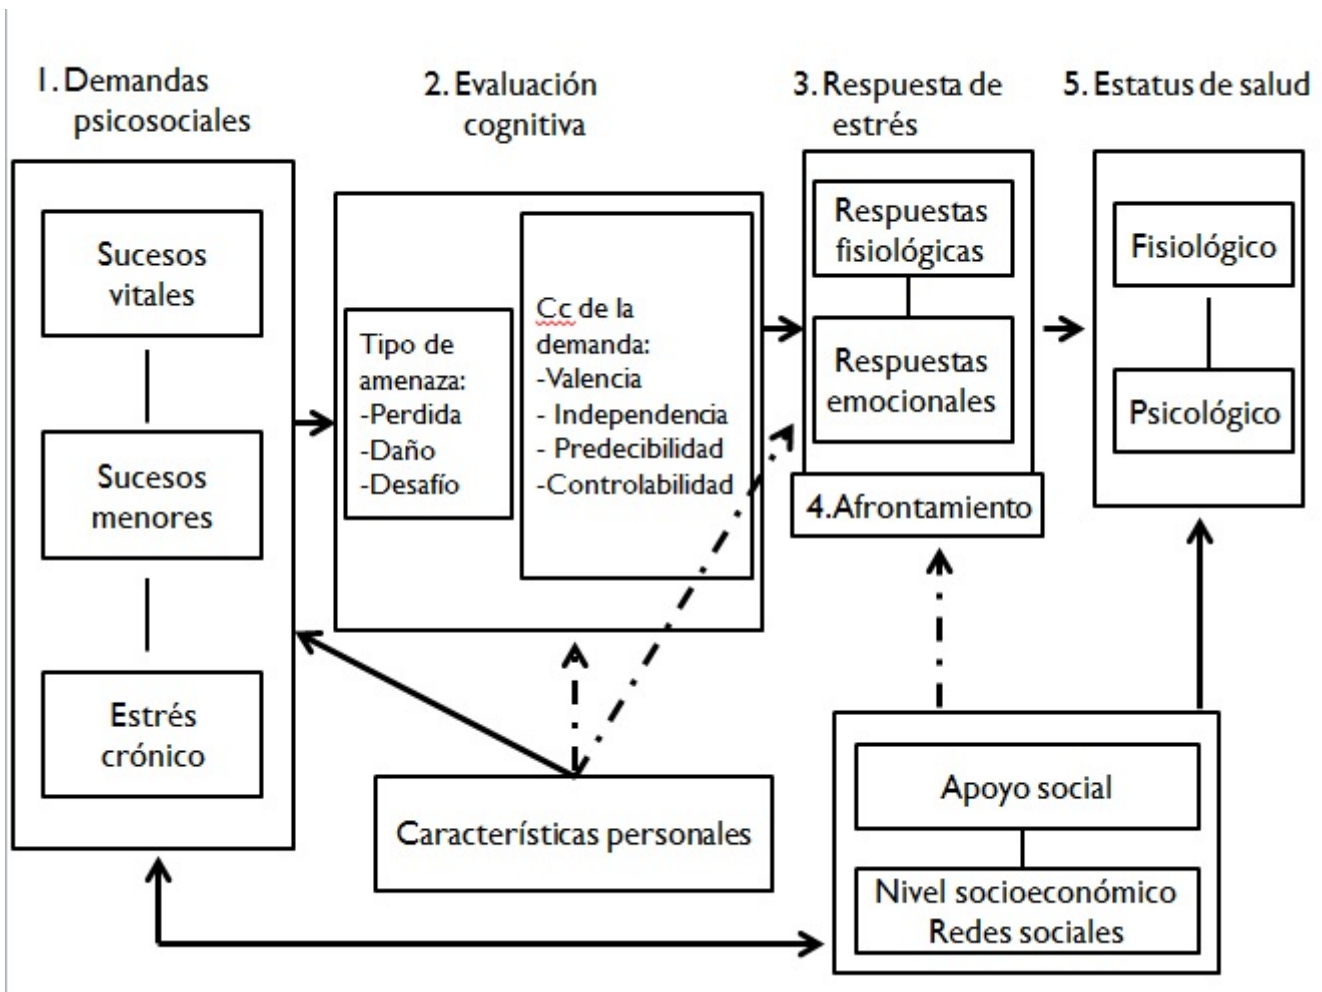 1. Demandas
psicosociales
Sucesos
vitales
Sucesos
menores
Estrés
crónico
2. Evaluación
cognitiva
Tipo de
amenaza:
-Perdida
-Daño
-Desafío
Cc de la
demanda:
-Valencia
- Independencia
- Predecibilidad
-Controlabilidad
3. Respuesta de
estrés
Respuestas
fisiológicas
Respuestas
emocionales
4.Afrontamiento
5. Estatus de salud
Fisiológico
Psicológico
Característícas personales
Apoyo social
Nivel socioeconómico
Redes sociales